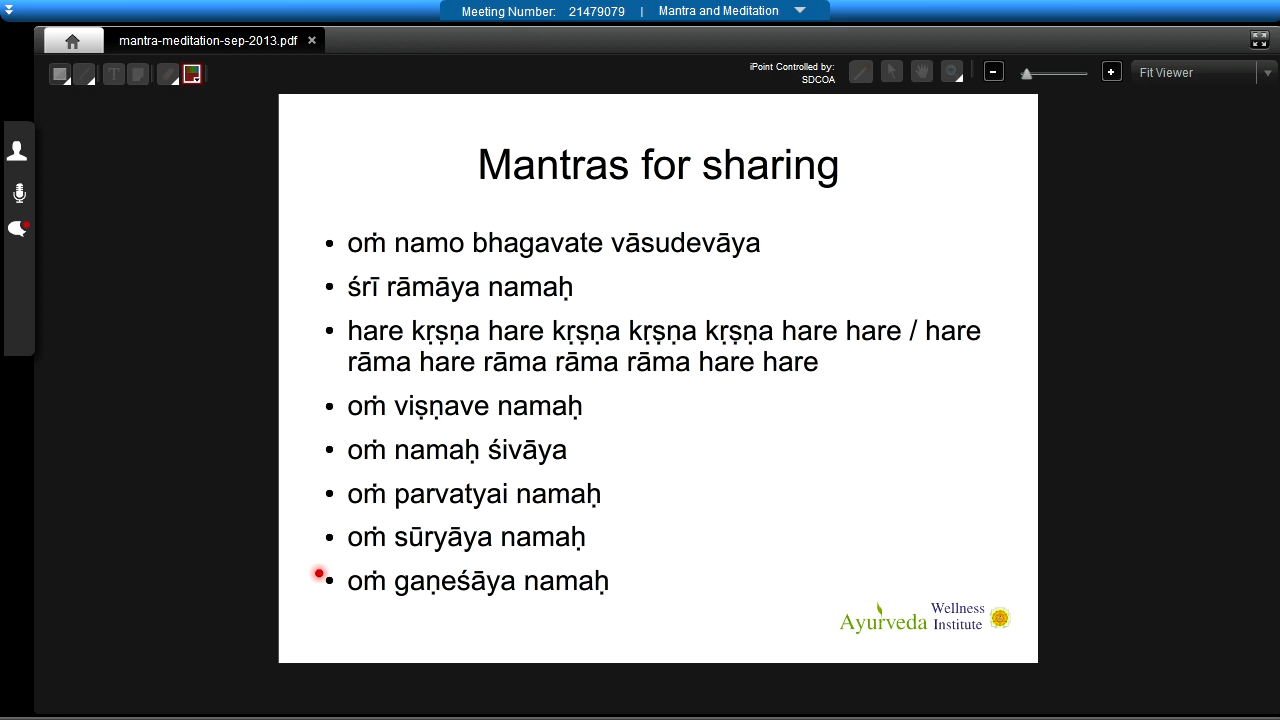 Meeting Number: 21479079 | Mantra and Meditation
mantra-meditation-sep-2013.pdf ×
iPoint Controlled by:
SDCOA
Fit Viewer
Mantras for sharing
• oṁ namo bhagavate vāsudevāya
• śrī rāmāya namaḥ
• hare kṛṣṇa hare kṛṣṇa kṛṣṇa kṛṣṇa hare hare / hare
rāma hare rāma rāma rāma hare hare
• oṁ viṣṇave namaḥ
• oṁ namaḥ śivāya
• oṁ parvatyai namaḥ
• oṁ sūryāya namaḥ
• oṁ gaṇeśāya namaḥ
Ayurveda Wellness
Institute